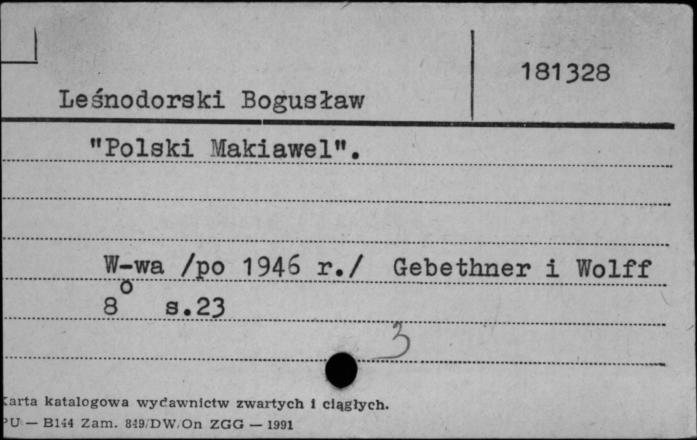 181328
Leśnodorski Bogusław
"Polski Makiawel".
W-wa /po 1946 r./ Gebethner i Wolff
8° s.23
3
Karta katalogowa wydawnictw zwartych i ciągłych.
PU — B144 Zam. 849/DW/On ZGG — 1991